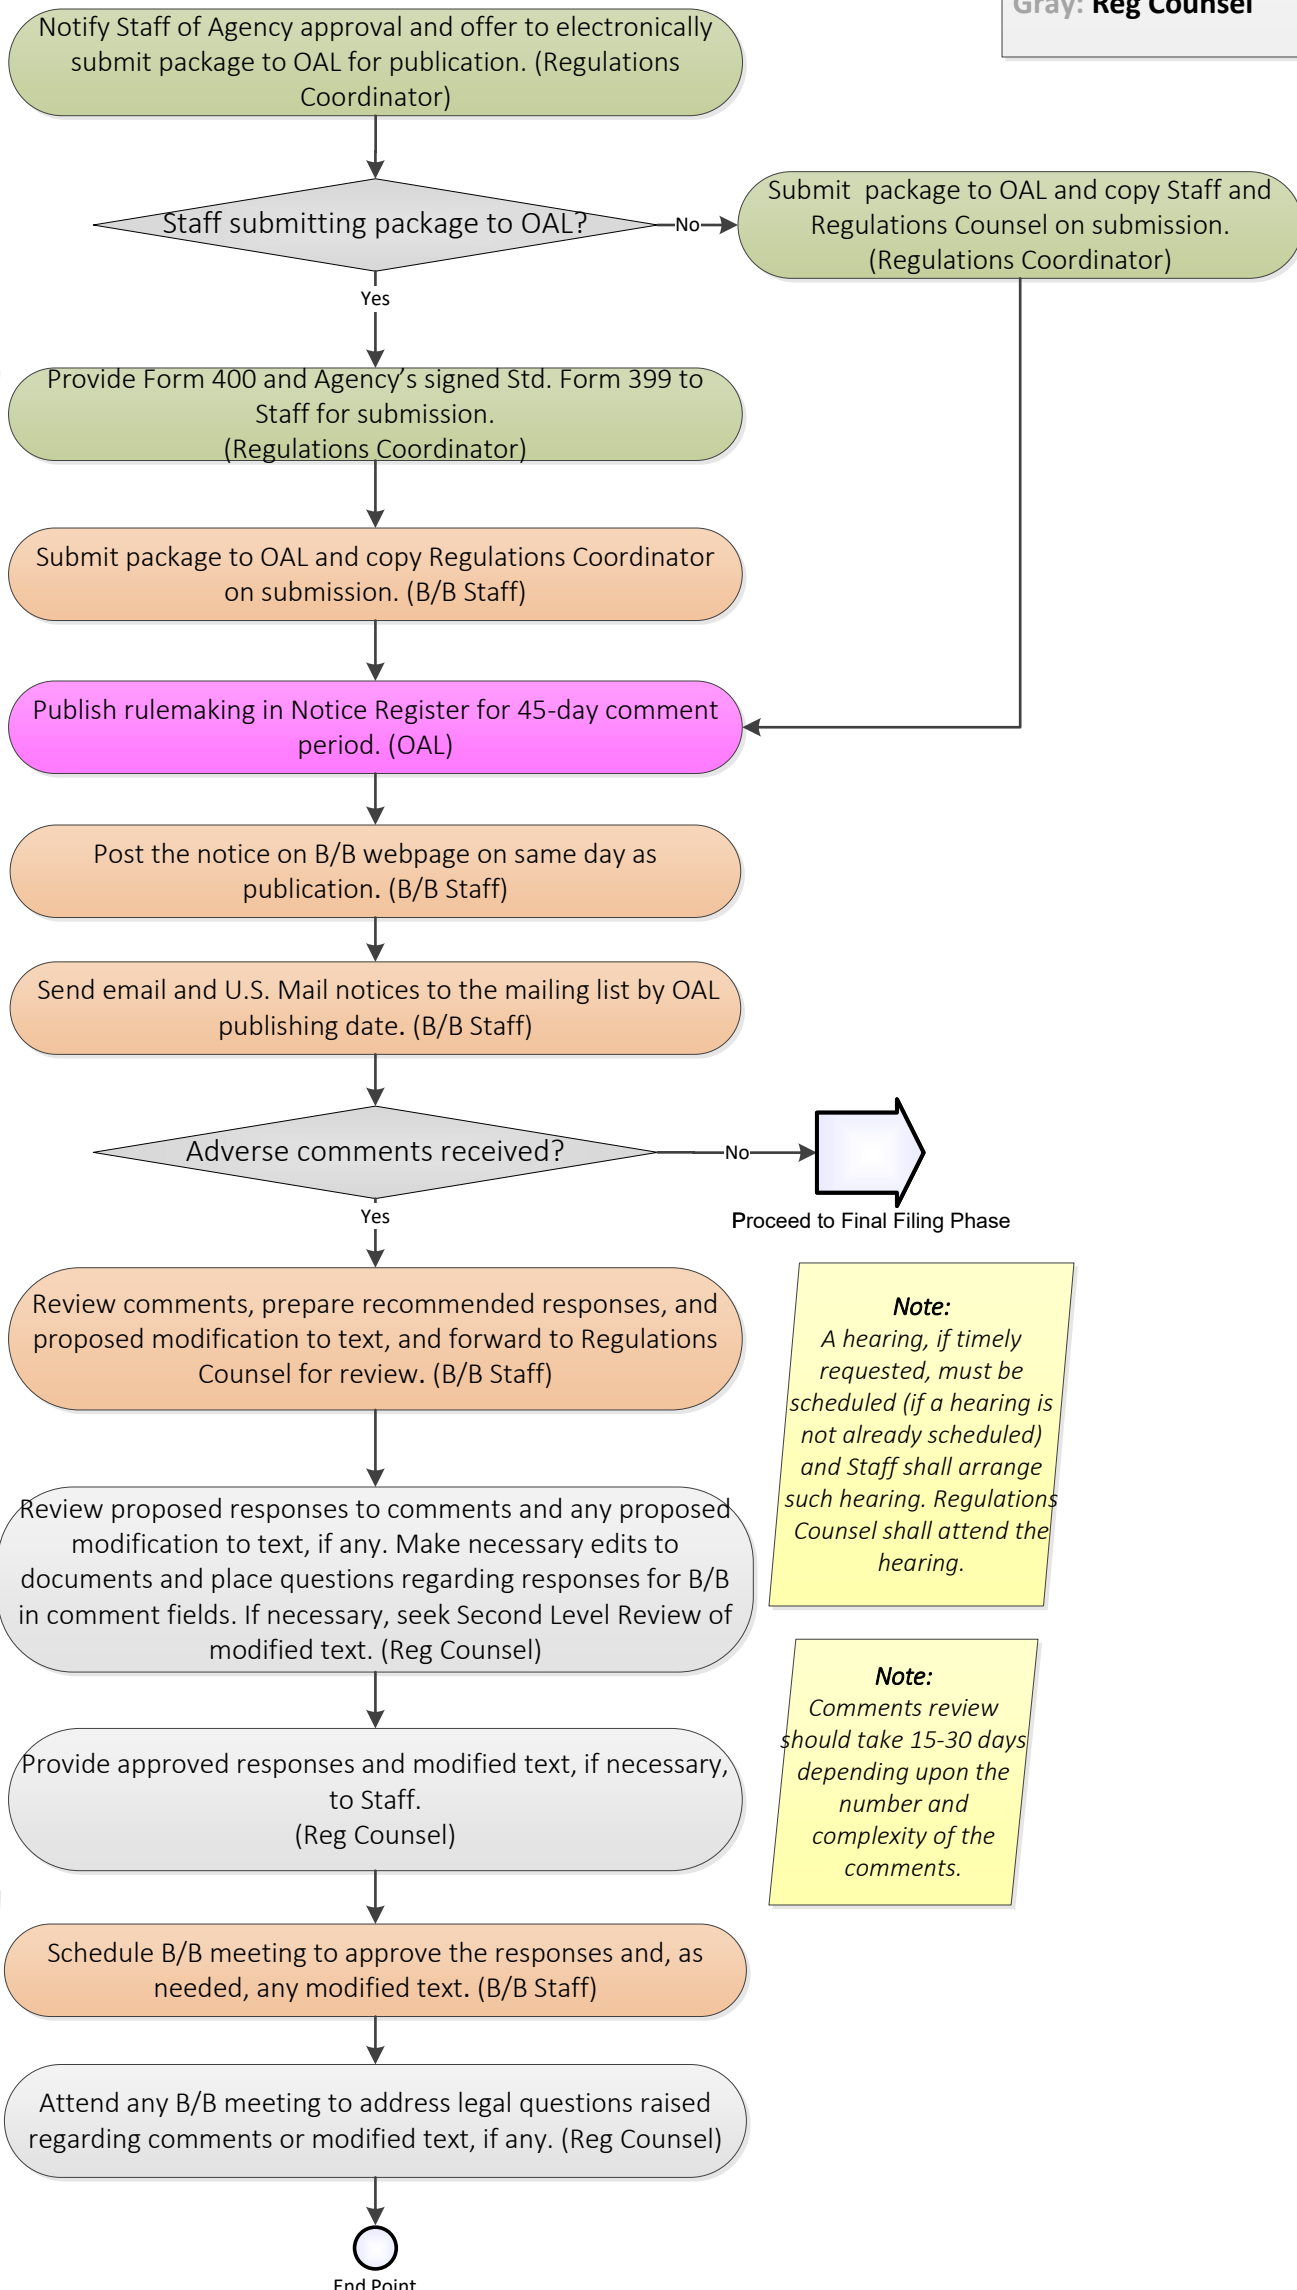 Gray: Reg Counsel
Notify Staff of Agency approval and offer to electronically
submit package to OAL for publication. (Regulations
Coordinator)
Staff submitting package to OAL?
No
Submit  package to OAL and copy Staff and
Regulations Counsel on submission.
(Regulations Coordinator)
Yes
Provide Form 400 and Agency’s signed Std. Form 399 to
Staff for submission.
(Regulations Coordinator)
Submit package to OAL and copy Regulations Coordinator
on submission. (B/B Staff)
Publish rulemaking in Notice Register for 45-day comment
period. (OAL)
Post the notice on B/B webpage on same day as
publication. (B/B Staff)
Send email and U.S. Mail notices to the mailing list by OAL
publishing date. (B/B Staff)
Adverse comments received?
No
Proceed to Final Filing Phase
Yes
Review comments, prepare recommended responses, and
proposed modification to text, and forward to Regulations
Counsel for review. (B/B Staff)
Note:
A hearing, if timely
requested, must be
scheduled (if a hearing is
not already scheduled)
and Staff shall arrange
such hearing. Regulations
Counsel shall attend the
hearing.
Review proposed responses to comments and any proposed
modification to text, if any. Make necessary edits to
documents and place questions regarding responses for B/B
in comment fields. If necessary, seek Second Level Review of
modified text. (Reg Counsel)
Note:
Comments review
should take 15-30 days
depending upon the
number and
complexity of the
comments.
Provide approved responses and modified text, if necessary,
to Staff.
(Reg Counsel)
Schedule B/B meeting to approve the responses and, as
needed, any modified text. (B/B Staff)
Attend any B/B meeting to address legal questions raised
regarding comments or modified text, if any. (Reg Counsel)
End Point